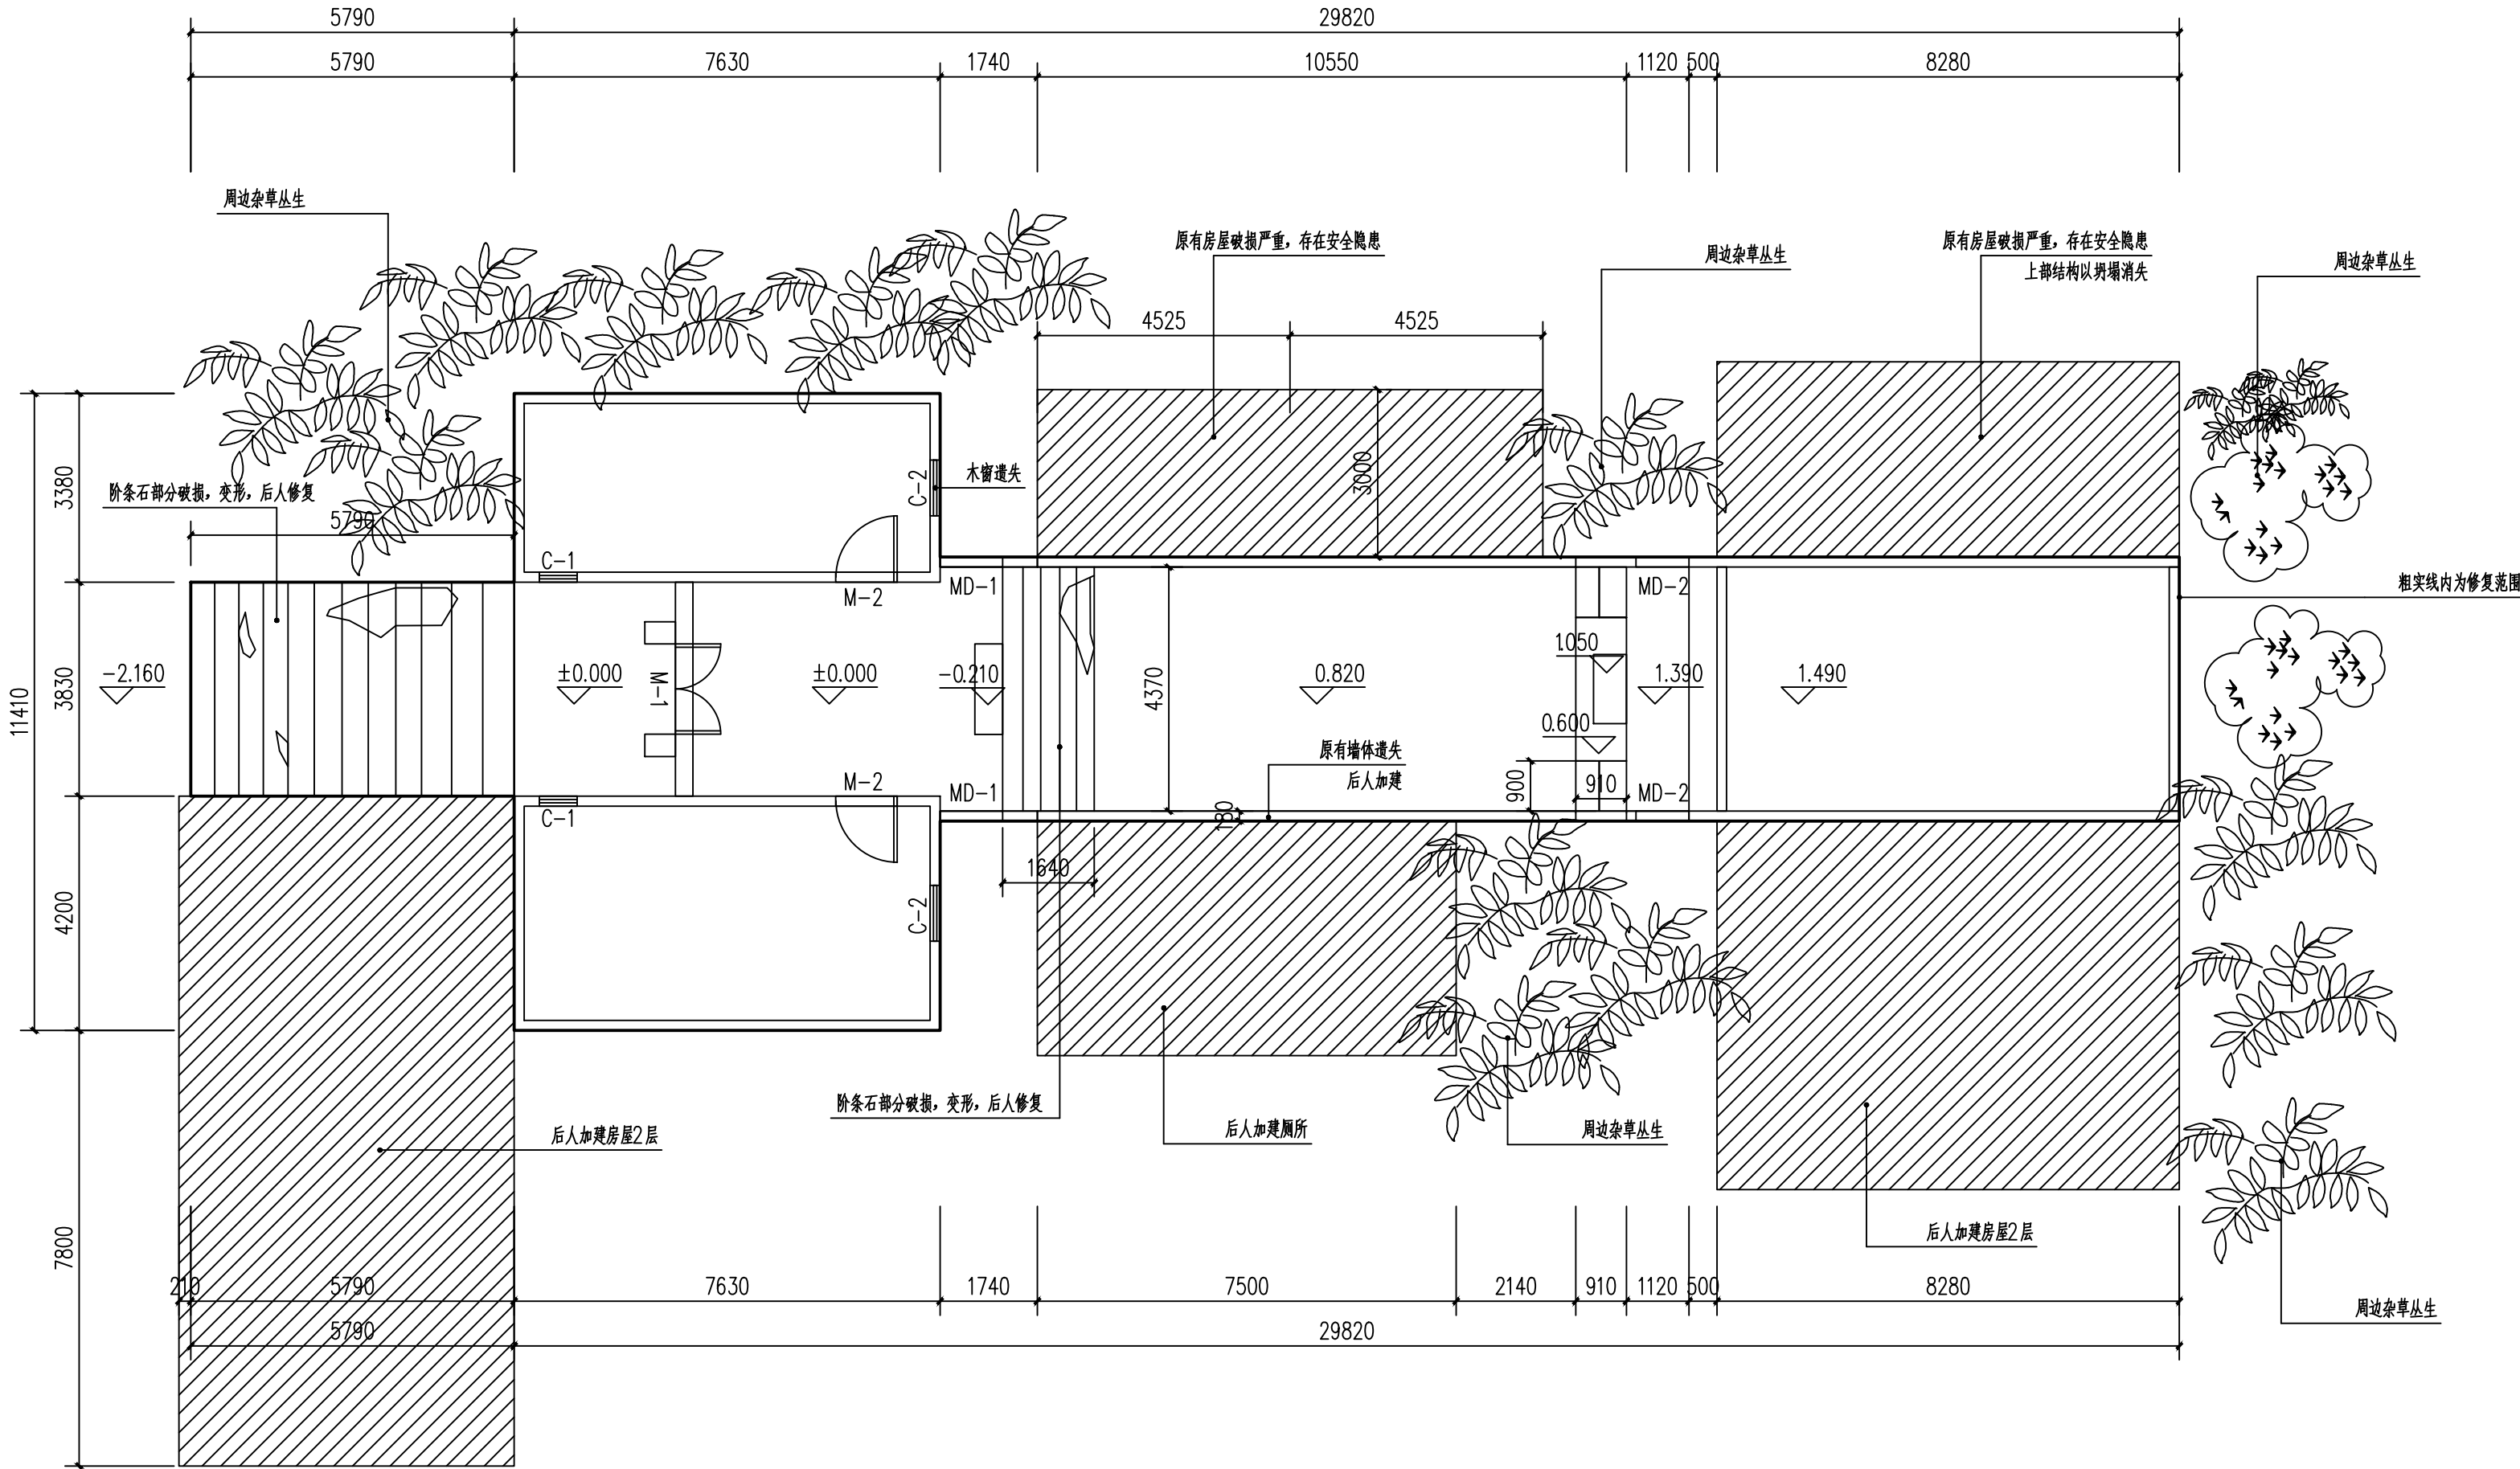 5790
29820
5790
7630
1740
10550
1120
500
8280
周边杂草丛生
原有房屋破损严重，存在安全隐患
周边杂草丛生
原有房屋破损严重，存在安全隐患
上部结构以坍塌消失
周边杂草丛生
4525
4525
3380
阶条石部分破损，变形，后人修复
5790
C-2
木窗遗失
3000
C-1
M-2
MD-1
MD-2
粗实线内为修复范围
11410
3830
-2.160
±0.000
M-1
±0.000
-0.210
4370
0.820
1.050
1.390
1.490
0.600
原有墙体遗失
后人加建
M-2
MD-1
900
910
MD-2
C-1
180
1640
4200
C-2
阶条石部分破损，变形，后人修复
后人加建房屋2层
后人加建厕所
周边杂草丛生
7800
后人加建房屋2层
210
5790
7630
1740
7500
2140
910
1120
500
8280
周边杂草丛生
5790
29820